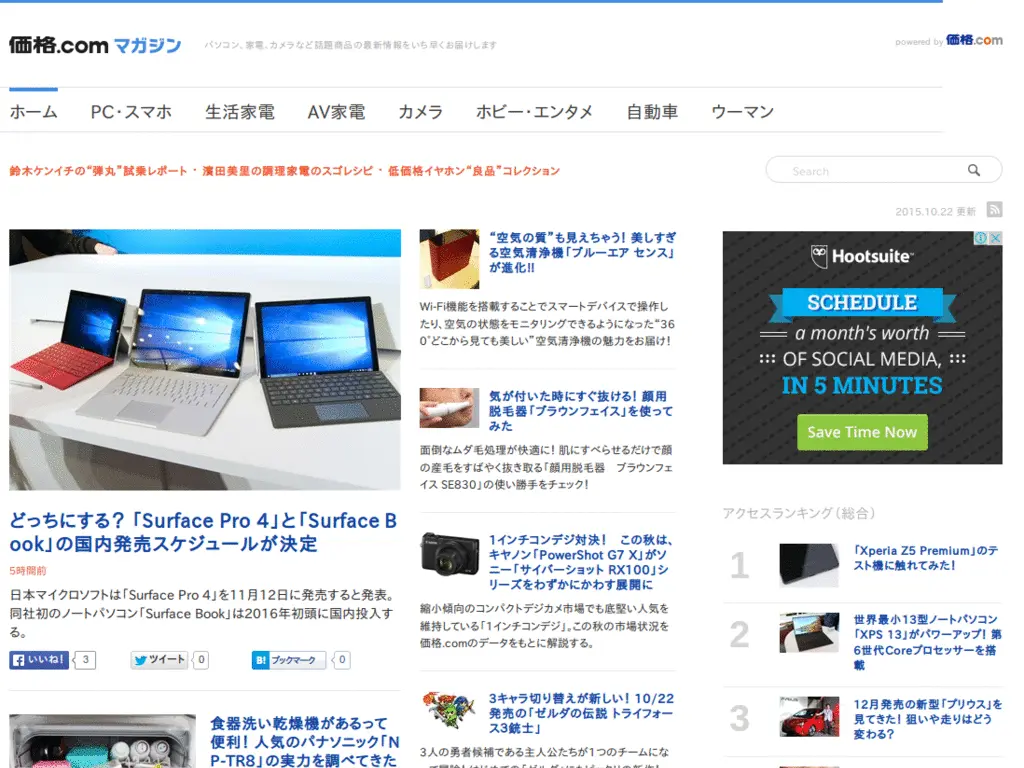 価格.com マガジン
パソコン、家電、カメラなど話題商品の最新情報をいち早くお届けします
powered by 価格.com
ホーム PC・スマホ 生活家電 AV家電 カメラ ホビー・エンタメ 自動車 ウーマン
鈴木ケンイチの“弾丸”試乗レポート ・ 濱田美里の調理家電のスゴレシピ ・ 低価格イヤホン“良品”コレクション
Search
2015.10.22 更新
どっちにする? 「Surface Pro 4」と「Surface B
ook」の国内発売スケジュールが決定
5時間前
日本マイクロソフトは「Surface Pro 4」を11月12日に発売すると発表。
同社初のノートパソコン「Surface Book」は2016年初頭に国内投入す
る。
いいね! 3 ツイート 0 B! ブックマーク 0
食器洗い乾燥機があるって
便利! 人気のパナソニック「N
P-TR8」の実力を調べてきた
“空気の質”も見えちゃう! 美しすぎ
る空気清浄機「ブルーエア センス」
が進化!!
Wi-Fi機能を搭載することでスマートデバイスで操作し
たり、空気の状態をモニタリングできるようになった“36
0°どこから見ても美しい”空気清浄機の魅力をお届け!
気が付いた時にすぐ抜ける! 顔用
脱毛器「ブラウンフェイス」を使って
みた
面倒なムダ毛処理が快適に! 肌にすべらせるだけで顔
の産毛をすばやく抜き取る「顔用脱毛器 ブラウンフェ
イス SE830」の使い勝手をチェック!
1インチコンデジ対決! この秋は、
キヤノン「PowerShot G7 X」がソ
ニー「サイバーショット RX100」シ
リーズをわずかにかわす展開に
縮小傾向のコンパクトデジカメ市場でも底堅い人気を
維持している「1インチコンデジ」。この秋の市場状況を
価格.comのデータをもとに解説する。
3キャラ切り替えが新しい! 10/22
発売の「ゼルダの伝説 トライフォー
ス3銃士」
3人の勇者候補である主人公たちが1つのチームにな
Hootsuite™
SCHEDULE
a month's worth
OF SOCIAL MEDIA,
IN 5 MINUTES
Save Time Now
アクセスランキング(総合)
1
「Xperia Z5 Premium」のテ
スト機に触れてみた!
2
世界最小13型ノートパソコン
「XPS 13」がパワーアップ! 第
6世代Coreプロセッサーを搭
載
3
12月発売の新型「プリウス」を
見てきた! 狙いや走りはどう
変わる?